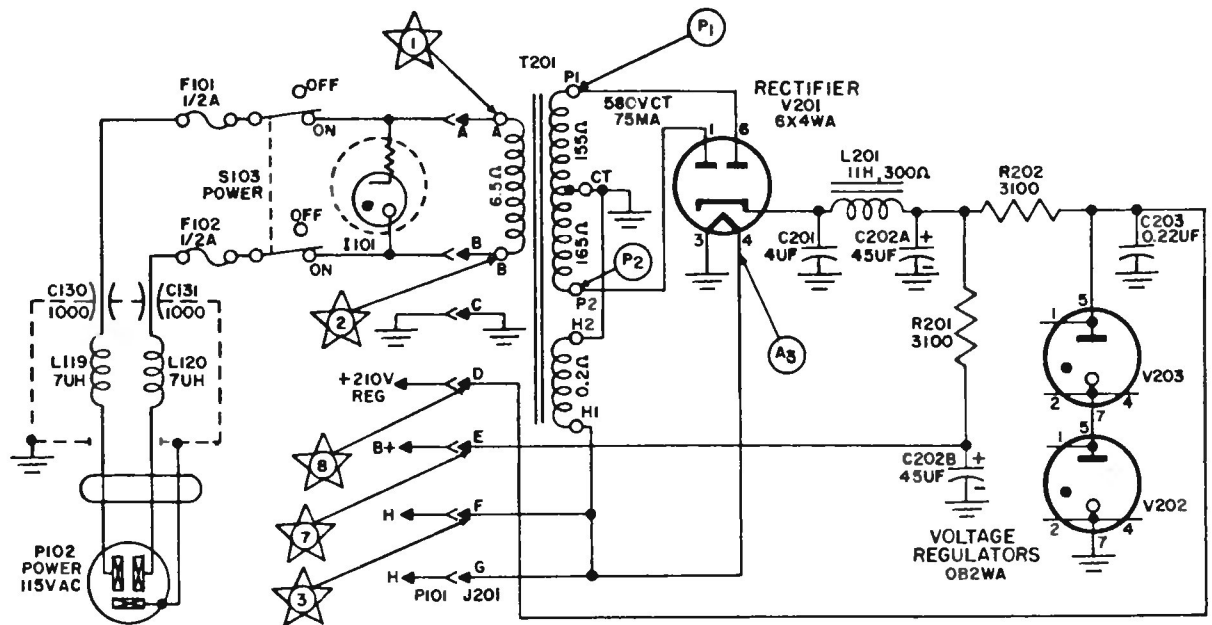 1
P1
T201
F101
1/2A
OFF
ON
A
A
P1
580VCT
75MA
RECTIFIER
V201
6X4WA
1
6
155Ω
L201
11H, 300Ω
R202
3100
S103
POWER
6.5Ω
CT
C203
0.22UF
F102
1/2A
OFF
ON
I101
B
B
165Ω
P2
P2
3
4
C201
4UF
C202A
45UF
+
-
C130
1000
C131
1000
2
C
H2
R201
3100
A3
5
1
V203
2
4
7
L119
7UH
L120
7UH
+210V
REG
D
0.2Ω
H1
B+
E
8
C202B
45UF
+
-
1
5
V202
2
4
7
7
H
F
VOLTAGE
REGULATORS
OB2WA
P102
POWER
115VAC
3
H
G
P101
J201